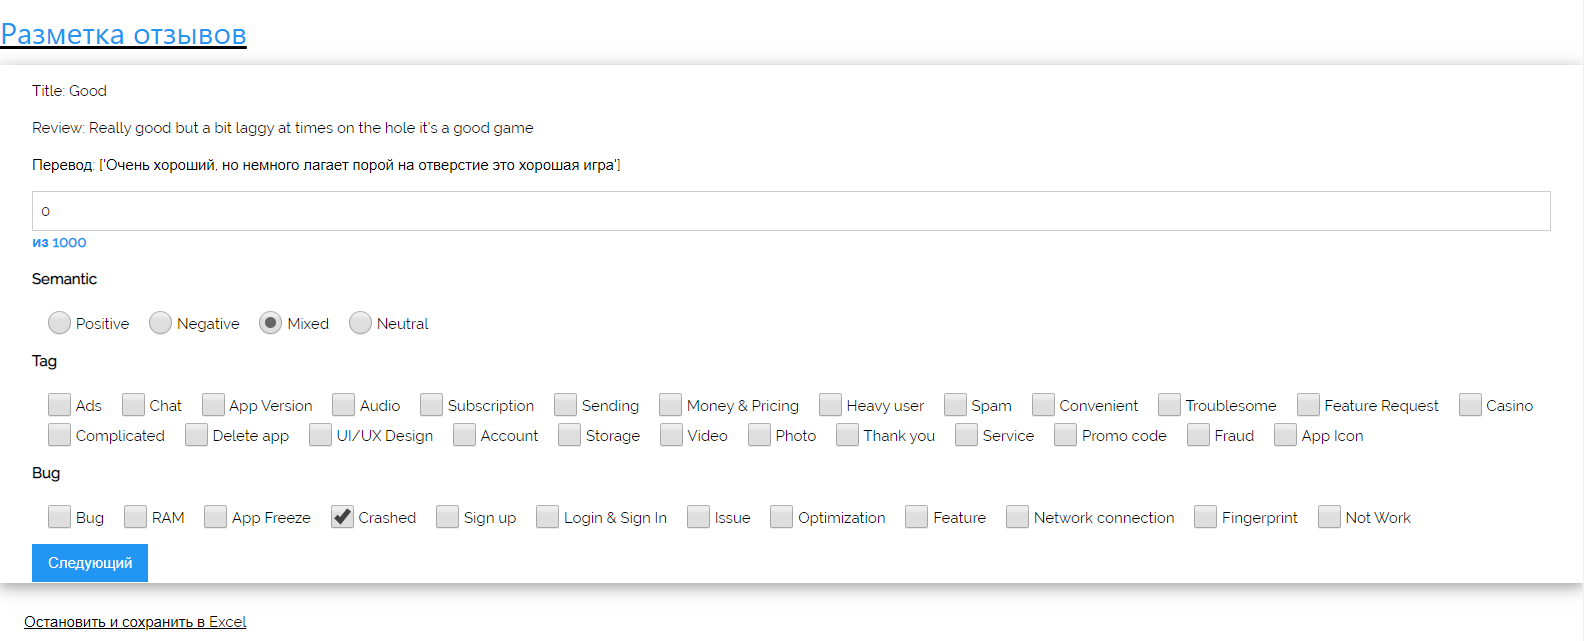 Разметка отзывов
Title: Good
Review: Really good but a bit laggy at times on the hole it's a good game
Перевод: ['Очень хороший, но немного лагает порой на отверстие это хорошая игра']
0
из 1000
Semantic
Positive Negative Mixed Neutral
Tag
Ads Chat App Version Audio Subscription Sending Money & Pricing Heavy user Spam Convenient Troublesome Feature Request Casino
Complicated Delete app UI/UX Design Account Storage Video Photo Thank you Service Promo code Fraud App Icon
Bug
Bug RAM App Freeze Crashed Sign up Login & Sign In Issue Optimization Feature Network connection Fingerprint Not Work
Следующий
Остановить и сохранить в Excel